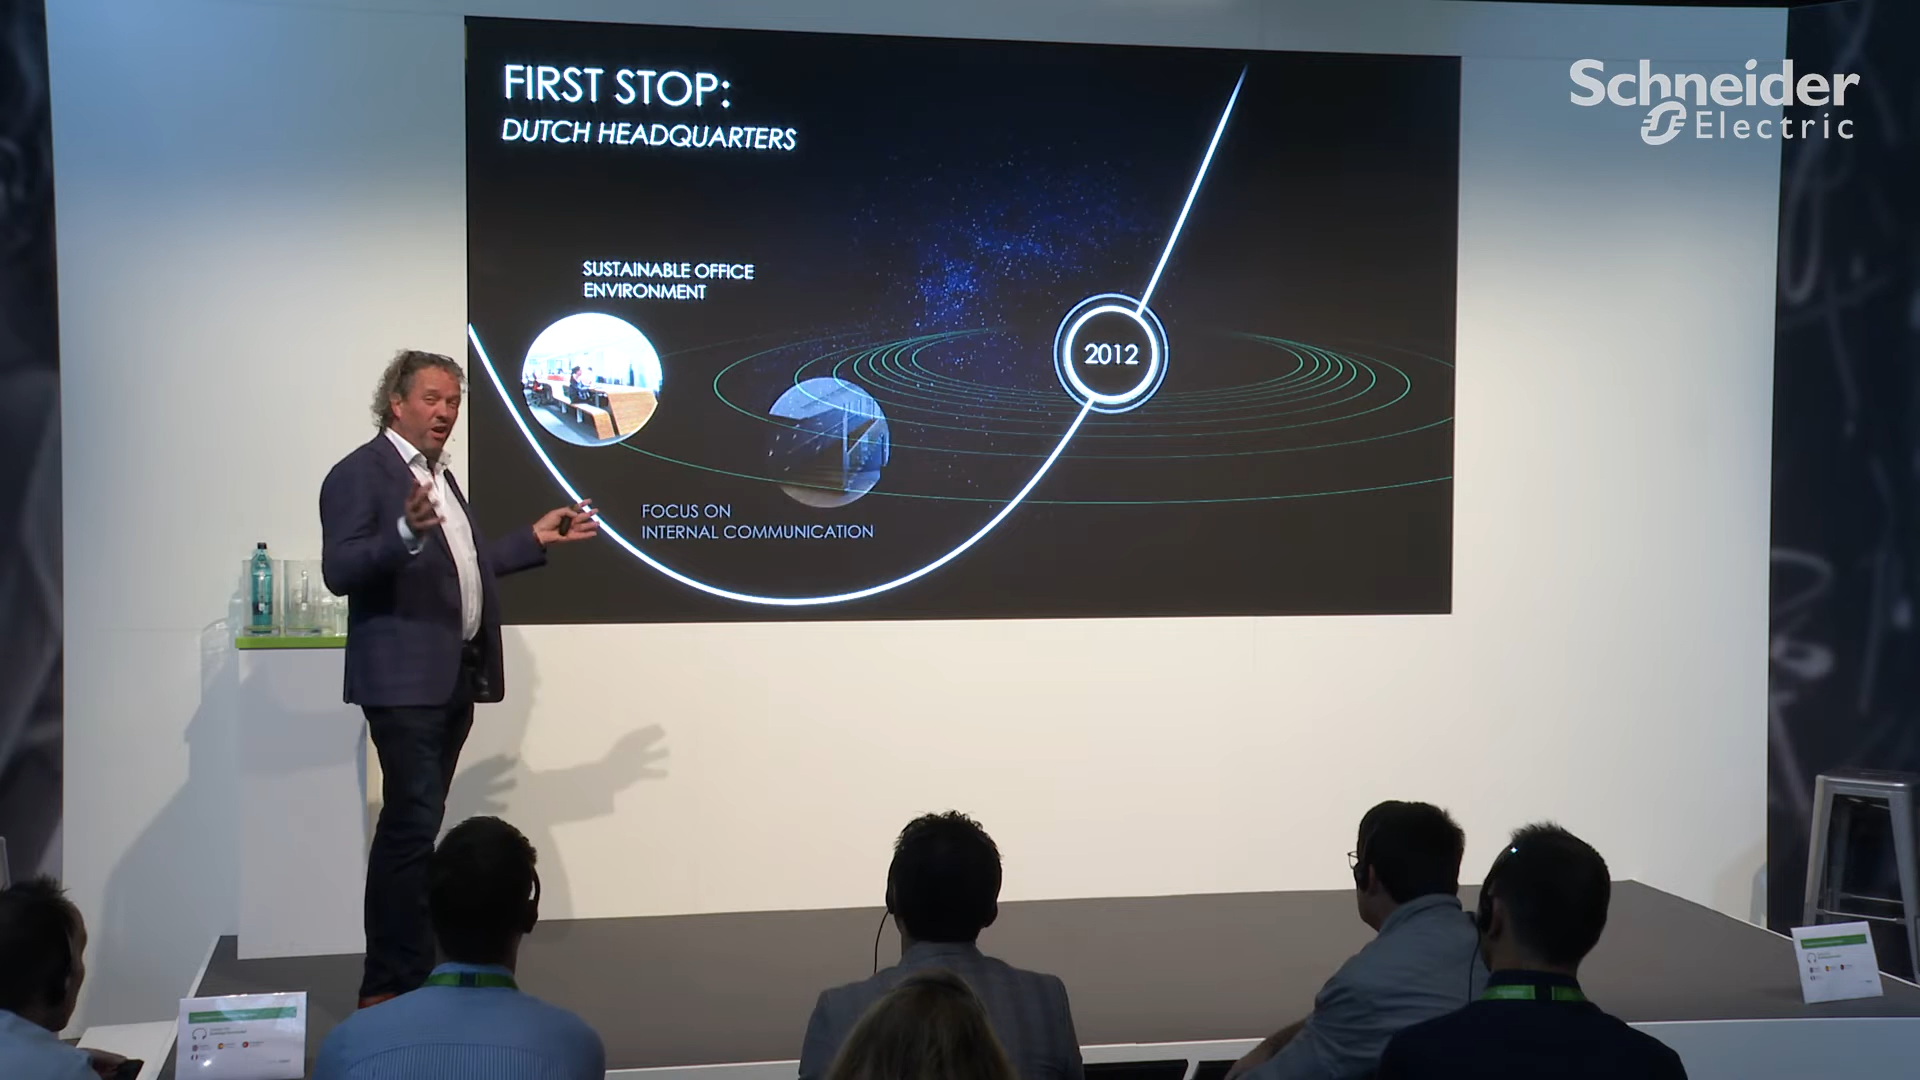 FIRST STOP:
DUTCH HEADQUARTERS
Schneider
Electric
SUSTAINABLE OFFICE
ENVIRONMENT
2012
FOCUS ON
INTERNAL COMMUNICATION